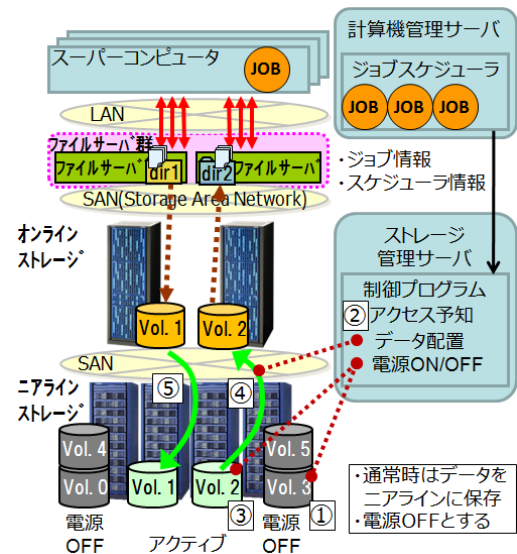 スーパーコンピュータ
JOB
計算機管理サーバ
ジョブスケジューラ
JOB JOB JOB
LAN
ファイルサーバ群
ファイルサーバ dir1
dir2 ファイルサーバ
SAN(Storage Area Network)
・ジョブ情報
・スケジューラ情報
オンライン
ストレージ
Vol. 1 Vol. 2
ストレージ
管理サーバ
制御プログラム
② アクセス予知
データ配置
電源ON/OFF
SAN
⑤ ④
ニアライン
ストレージ
Vol. 4
Vol. 0
Vol. 1 Vol. 2
Vol. 5
Vol. 3
③ ①
電源
OFF
アクティブ
電源
OFF
・通常時はデータを
ニアラインに保存
・電源OFFとする